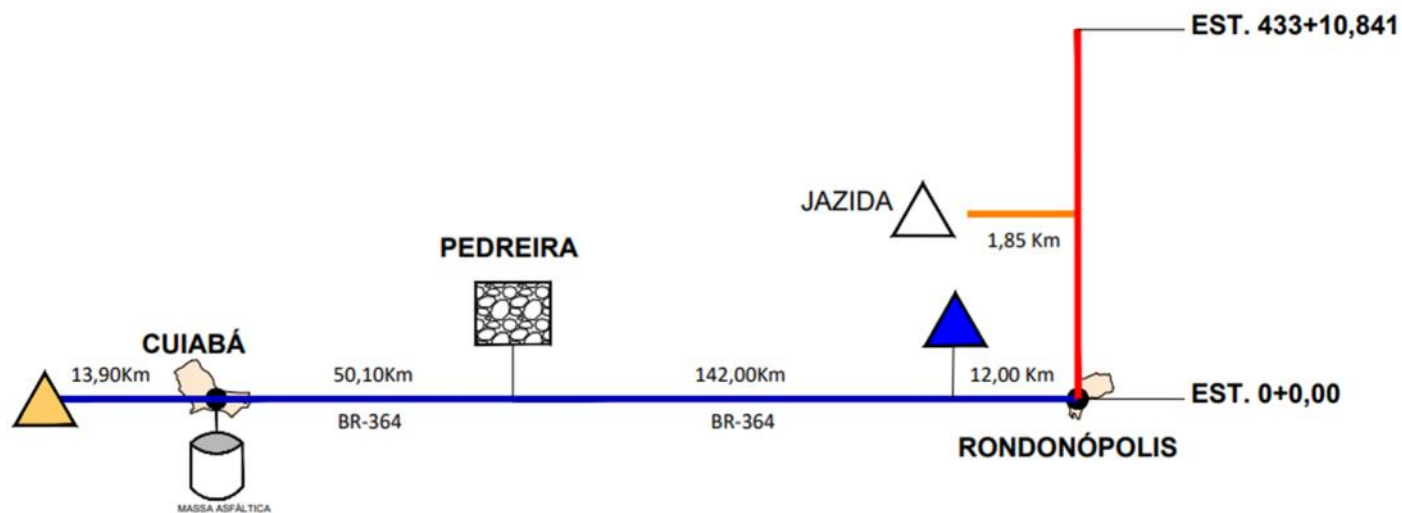 EST. 433+10,841
JAZIDA
1,85 Km
PEDREIRA
CUIABÁ
13,90Km
50,10Km
142,00Km
12,00 Km
EST. 0+0,00
BR-364
BR-364
RONDONÓPOLIS
MASSA ASFÁLTICA